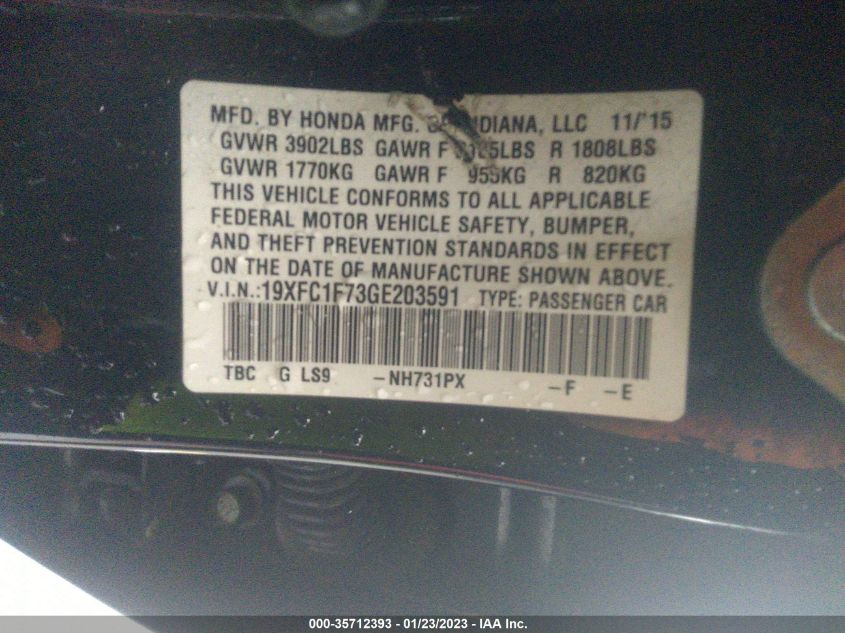 MFD. BY HONDA MFG. INDIANA, LLC 11/'15
GVWR 3902LBS GAWR F LBS R 1808LBS
GVWR 1770KG GAWR F 955KG R 820KG
THIS VEHICLE CONFORMS TO ALL APPLICABLE
FEDERAL MOTOR VEHICLE SAFETY, BUMPER,
AND THEFT PREVENTION STANDARDS IN EFFECT
ON THE DATE OF MANUFACTURE SHOWN ABOVE.
V.I.N.:19XFC1F73GE203591 TYPE: PASSENGER CAR
TBC G LS9 -NH731PX -F -E
000-35712393 - 01/23/2023 - IAA Inc.